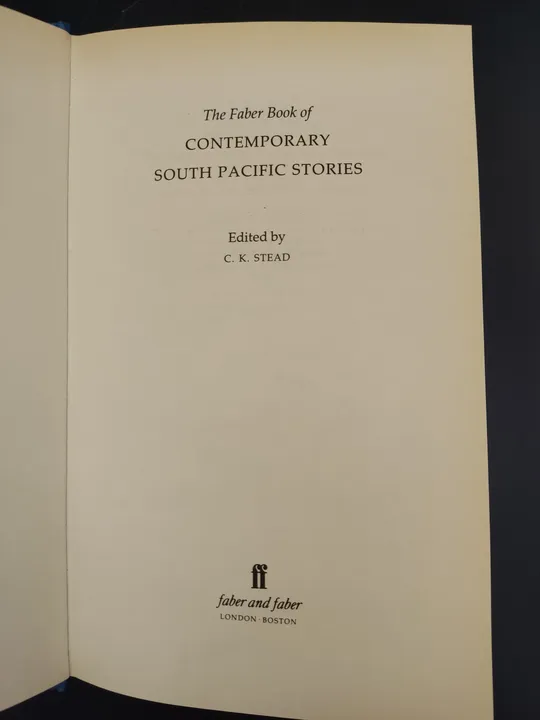 The Faber Book of
CONTEMPORARY
SOUTH PACIFIC STORIES
Edited by
C. K. STEAD
ff
faber and faber
LONDON · BOSTON